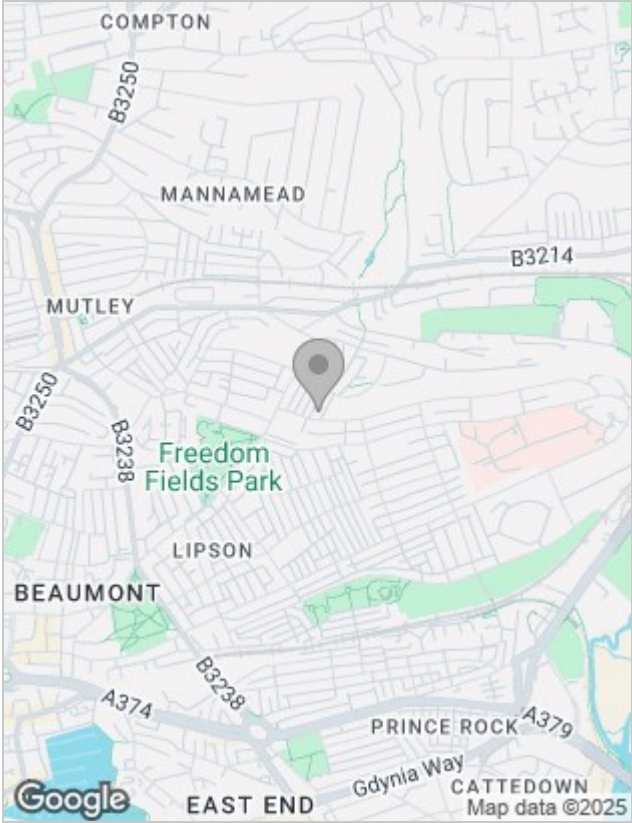 COMPTON
B3250
MANNAMEAD
B3214
MUTLEY
B3250
B3238
Freedom
Fields Park
LIPSON
BEAUMONT
B3238
A374
PRINCE ROCK
A379
Gdynia Way
CATTEDOWN
Google
EAST END
Map data ©2025